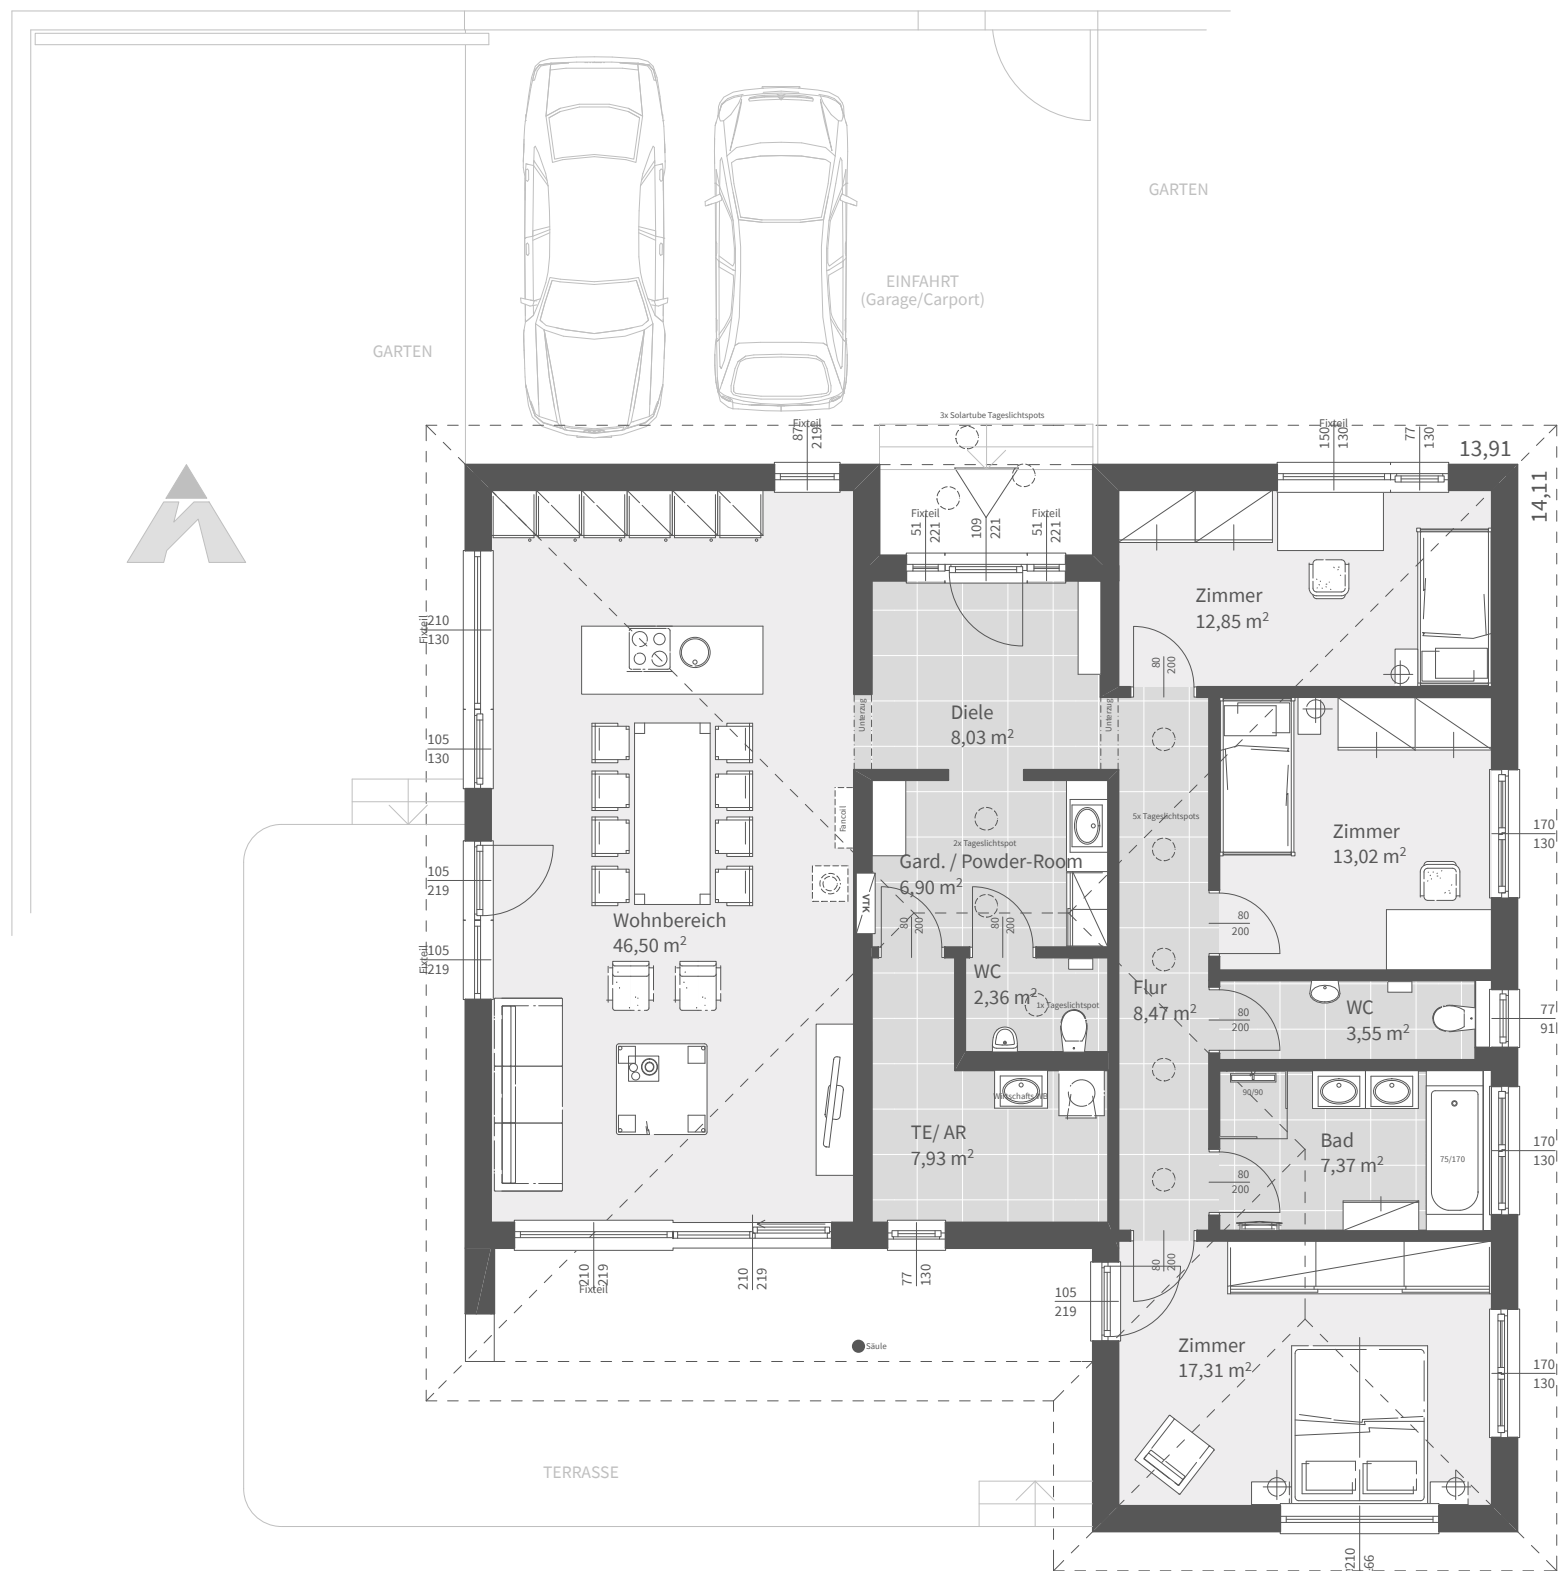 GARTEN
EINFAHRT
(Garage/Carport)
GARTEN
3x Solartube Tageslichtspots
Fixteil
87
219
Fixteil
150
130
77
130
13,91
14,11
Fixteil
51
221
109
221
Fixteil
51
221
Zimmer
12,85 m²
Fixteil
210
130
80
200
Unterzug
Unterzug
Diele
8,03 m²
105
130
Fancoil
5x Tageslichtspots
2x Tageslichtspot
Gard. / Powder-Room
6,90 m²
Zimmer
13,02 m²
170
130
105
219
VTK
Wohnbereich
46,50 m²
80
200
80
200
80
200
Fixteil
105
219
WC
2,36 m²
1x Tageslichtspot
Flur
8,47 m²
80
200
WC
3,55 m²
77
91
Wirtschafts WB
90/90
TE/ AR
7,93 m²
Bad
7,37 m²
75/170
170
130
80
200
210
219
Fixteil
210
219
77
130
80
200
105
219
Säule
Zimmer
17,31 m²
170
130
TERRASSE
210
66